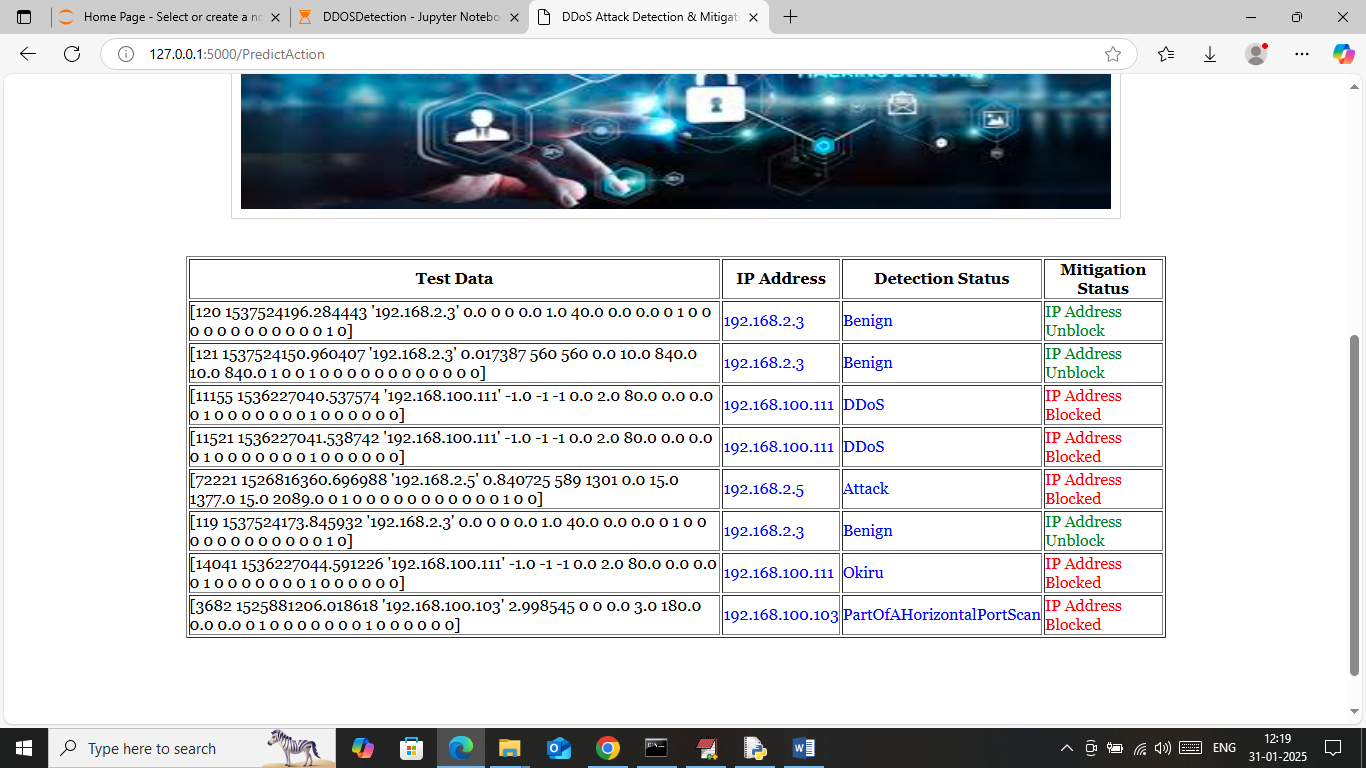 Home Page - Select or create a no
DDOSDetection - Jupyter Notebo
DDoS Attack Detection & Mitigat
127.0.0.1:5000/PredictAction
HACKING DETECTED
Test Data IP Address Detection Status Mitigation Status
[120 1537524196.284443 '192.168.2.3' 0.0 0 0 0.0 1.0 40.0 0.0 0.0 0 1 0 0
0 0 0 0 0 0 0 0 0 0 1 0]
192.168.2.3
Benign
IP Address
Unblock
[121 1537524150.960407 '192.168.2.3' 0.017387 560 560 0.0 10.0 840.0
10.0 840.0 1 0 0 1 0 0 0 0 0 0 0 0 0 0 0 0]
192.168.2.3
Benign
IP Address
Unblock
[11155 1536227040.537574 '192.168.100.111' -1.0 -1 -1 0.0 2.0 80.0 0.0 0.0
0 1 0 0 0 0 0 0 0 1 0 0 0 0 0 0]
192.168.100.111
DDoS
IP Address
Blocked
[11521 1536227041.538742 '192.168.100.111' -1.0 -1 -1 0.0 2.0 80.0 0.0 0.0
0 1 0 0 0 0 0 0 0 1 0 0 0 0 0 0]
192.168.100.111
DDoS
IP Address
Blocked
[72221 1526816360.696988 '192.168.2.5' 0.840725 589 1301 0.0 15.0
1377.0 15.0 2089.0 0 1 0 0 0 0 0 0 0 0 0 0 0 1 0 0]
192.168.2.5
Attack
IP Address
Blocked
[119 1537524173.845932 '192.168.2.3' 0.0 0 0 0.0 1.0 40.0 0.0 0.0 0 1 0 0
0 0 0 0 0 0 0 0 0 0 1 0]
192.168.2.3
Benign
IP Address
Unblock
[14041 1536227044.591226 '192.168.100.111' -1.0 -1 -1 0.0 2.0 80.0 0.0 0.0
0 1 0 0 0 0 0 0 0 1 0 0 0 0 0 0]
192.168.100.111
Okiru
IP Address
Blocked
[3682 1525881206.018618 '192.168.100.103' 2.998545 0 0 0.0 3.0 180.0
0.0 0.0 0 1 0 0 0 0 0 0 0 1 0 0 0 0 0 0]
192.168.100.103
PartOfAHorizontalPortScan
IP Address
Blocked
Type here to search
ENG
12:19
31-01-2025